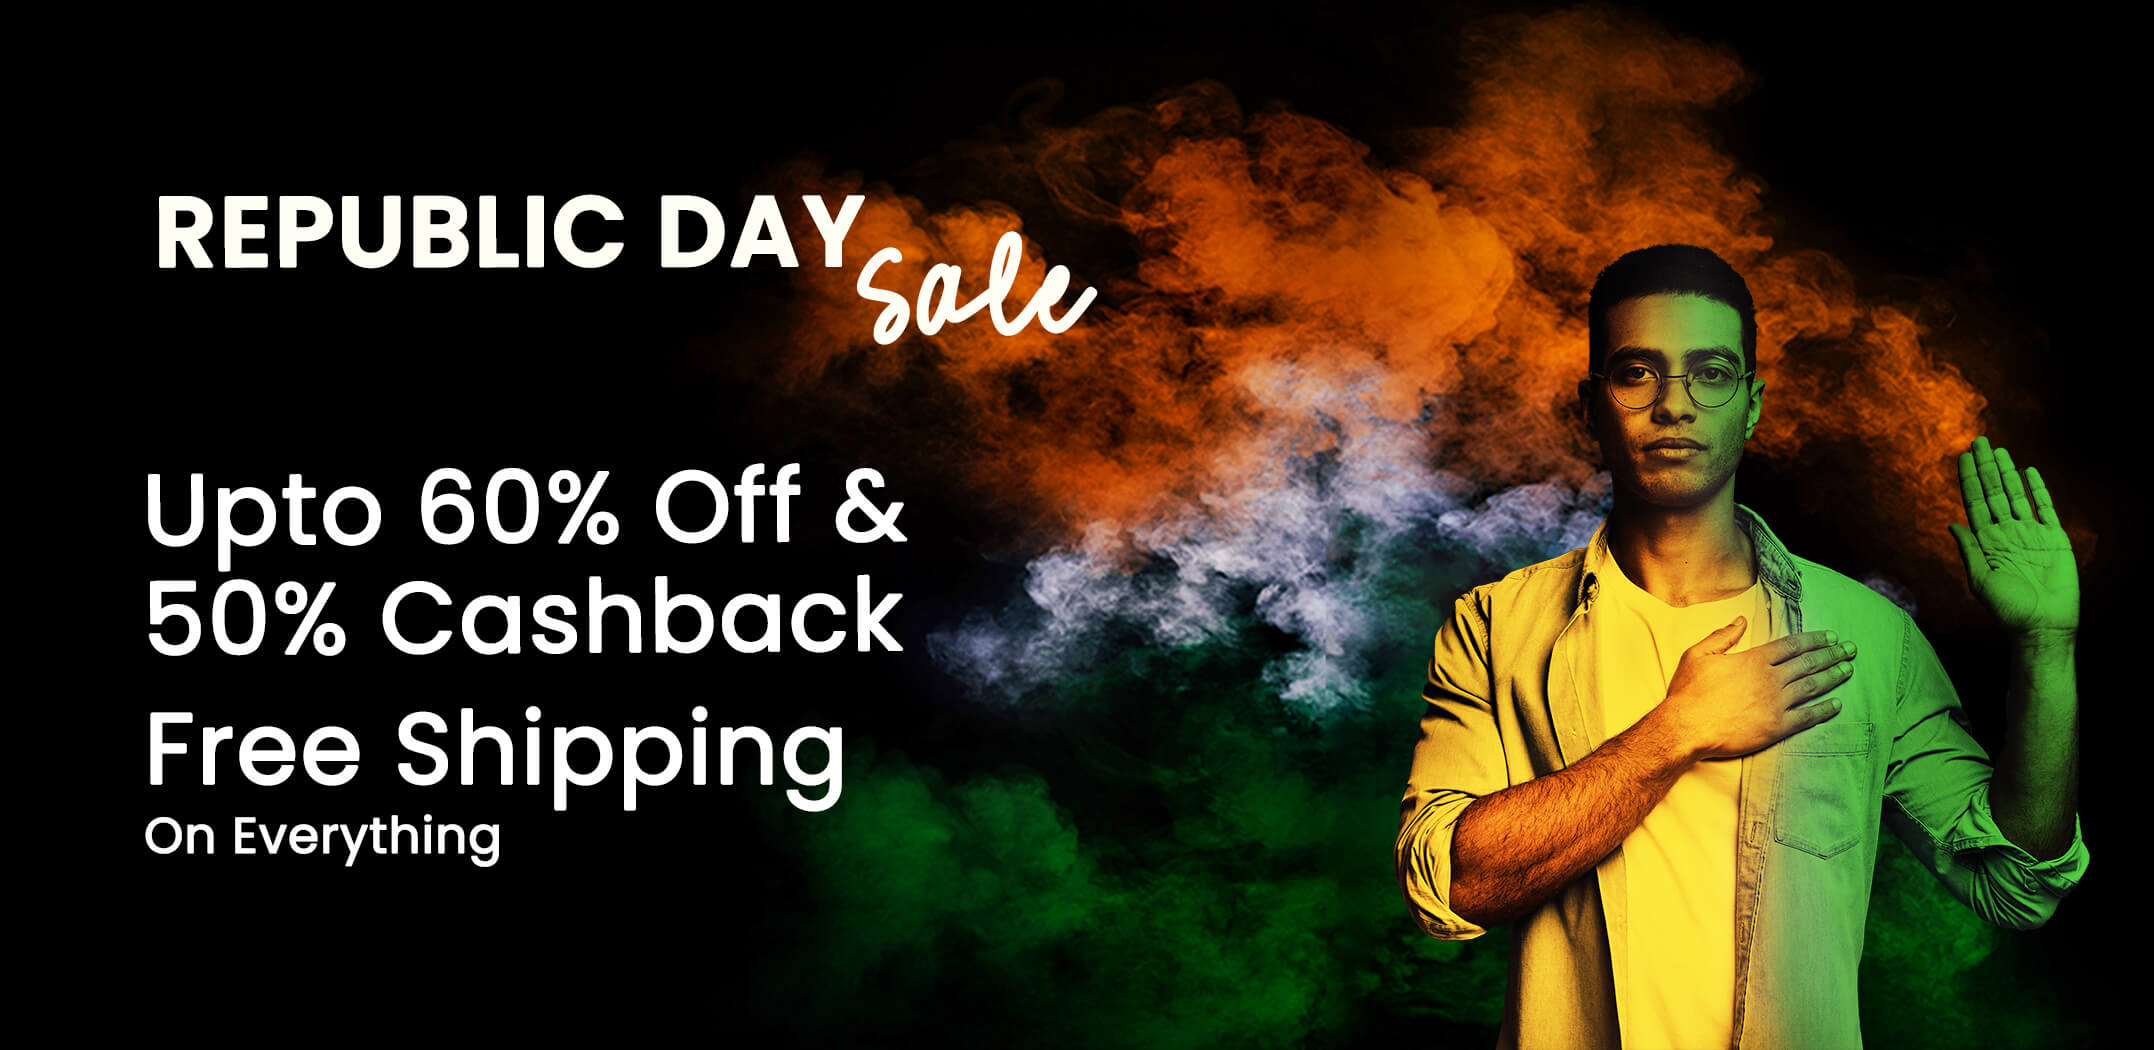 REPUBLIC DAY
Sale
Upto 60% Off &
50% Cashback
Free Shipping
On Everything